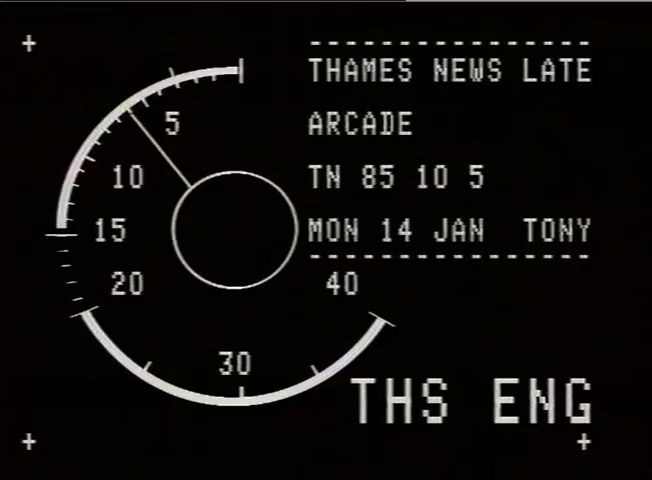 THAMES NEWS LATE
ARCADE
TN 85 10 5
MON 14 JAN TONY
5
10
15
20
30
40
THS ENG